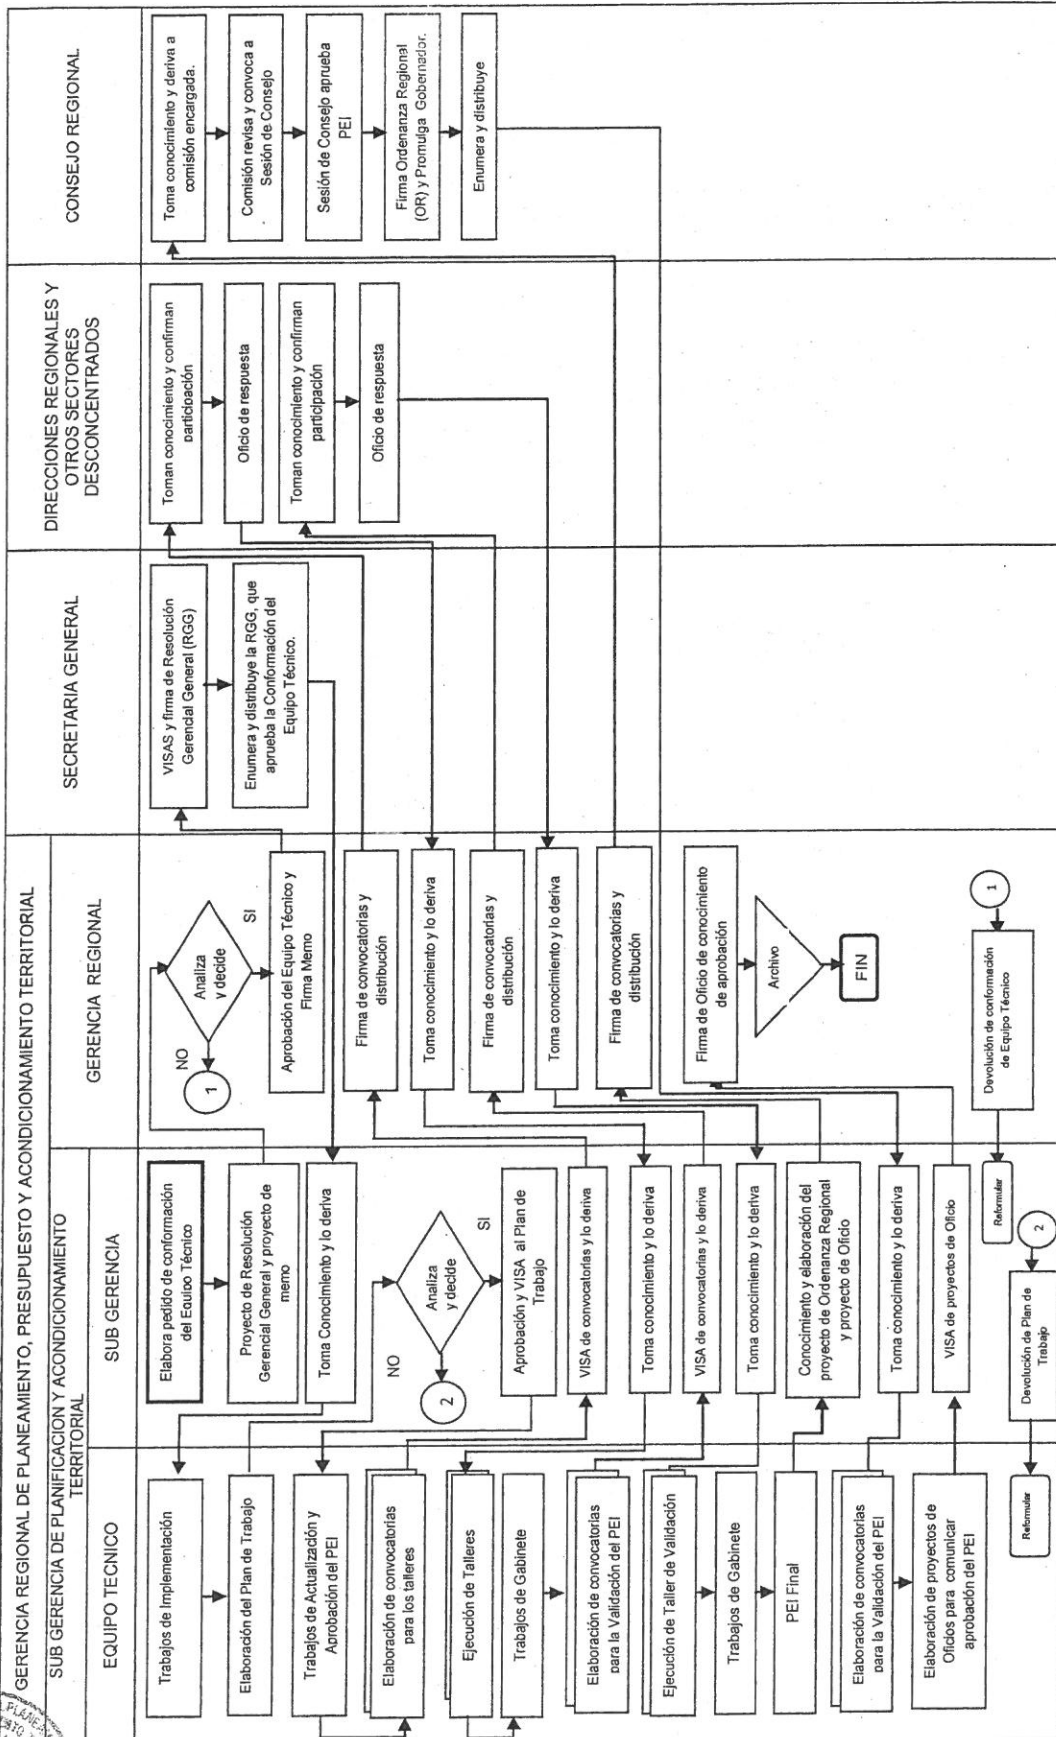 GERENCIA REGIONAL DE PLANEAMIENTO, PRESUPUESTO Y ACONDICIONAMIENTO TERRITORIAL
SUB GERENCIA DE PLANIFICACION Y ACONDICIONAMIENTO
TERRITORIAL
EQUIPO TECNICO
SUB GERENCIA
GERENCIA REGIONAL
SECRETARIA GENERAL
DIRECCIONES REGIONALES Y
OTROS SECTORES
DESCONCENTRADOS
CONSEJO REGIONAL
Trabajos de Implementación
Elaboración del Plan de Trabajo
Trabajos de Actualización y
Aprobación del PEI
Elaboración de convocatorias
para los talleres
Ejecución de Talleres
Trabajos de Gabinete
Elaboración de convocatorias
para la Validación del PEI
Ejecución de Taller de Validación
Trabajos de Gabinete
PEI Final
Elaboración de convocatorias
para la Validación del PEI
Elaboración de proyectos de
Oficios para comunicar
aprobación del PEI
Reformular
Elabora pedido de conformación
del Equipo Técnico
Proyecto de Resolución
Gerencial General y proyecto de
memo
Toma Conocimiento y lo deriva
Analiza
y decide
NO
SI
2
Aprobación y VISA al Plan de
Trabajo
VISA de convocatorias y lo deriva
Toma conocimiento y lo deriva
VISA de convocatorias y lo deriva
Toma conocimiento y lo deriva
Conocimiento y elaboración del
proyecto de Ordenanza Regional
y proyecto de Oficio
Toma conocimiento y lo deriva
VISA de proyectos de Oficio
Reformular
2
Devolución de Plan de
Trabajo
Analiza
y decide
NO
SI
1
Aprobación del Equipo Técnico y
Firma Memo
Firma de convocatorias y
distribución
Toma conocimiento y lo deriva
Firma de convocatorias y
distribución
Toma conocimiento y lo deriva
Firma de convocatorias y
distribución
Firma de Oficio de conocimiento
de aprobación
Archivo
FIN
1
Devolución de conformación
de Equipo Técnico
VISAS y firma de Resolución
Gerencial General (RGG)
Enumera y distribuye la RGG, que
aprueba la Conformación del
Equipo Técnico.
Toman conocimiento y confirman
participación
Oficio de respuesta
Toman conocimiento y confirman
participación
Oficio de respuesta
Toma conocimiento y deriva a
comisión encargada.
Comisión revisa y convoca a
Sesión de Consejo
Sesión de Consejo aprueba
PEI
Firma Ordenanza Regional
(OR) y Promulga Gobernador.
Enumera y distribuye